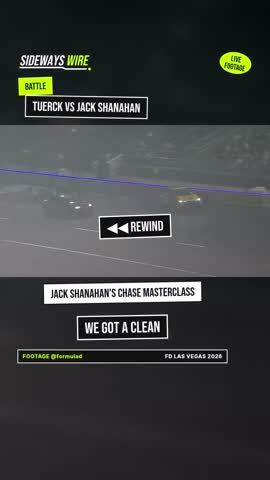 SIDEWAYS WIRE.
LIVE
FOOTAGE
BATTLE
TUERCK VS JACK SHANAHAN
REWIND
JACK SHANAHAN'S CHASE MASTERCLASS
WE GOT A CLEAN
FOOTAGE @formulad
FD LAS VEGAS 2026